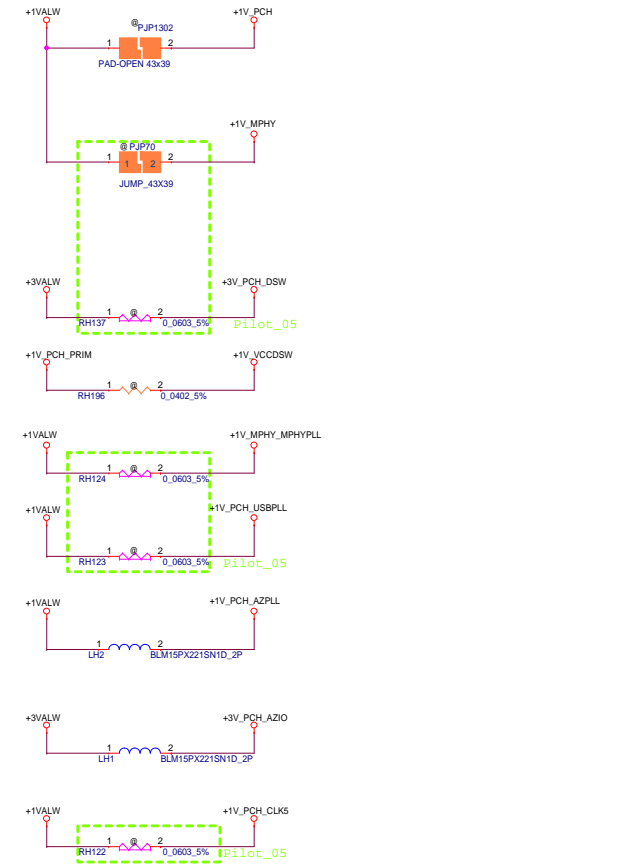 +1VALW +1V_PCH
@
PJP1302
1 2
PAD-OPEN 43x39
+1V_MPHY
@ PJP70
1 2
1 2
JUMP_43X39
+3VALW +3V_PCH_DSW
1 @ 2
RH137 0_0603_5% Pilot_05
+1V_PCH_PRIM +1V_VCCDSW
1 @ 2
RH196 0_0402_5%
+1VALW +1V_MPHY_MPHYPLL
1 @ 2
RH124 0_0603_5%
+1VALW +1V_PCH_USBPLL
1 @ 2
RH123 0_0603_5% Pilot_05
+1VALW +1V_PCH_AZPLL
1 2
LH2 BLM15PX221SN1D_2P
+3VALW +3V_PCH_AZIO
1 2
LH1 BLM15PX221SN1D_2P
+1VALW +1V_PCH_CLK5
1 @ 2
RH122 0_0603_5% Pilot_05